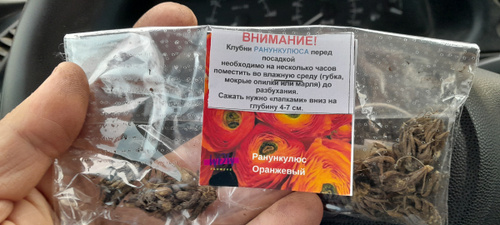 ВНИМАНИЕ!
Клубни РАНУНКУЛЮСА перед
посадкой
необходимо на несколько часов
поместить во влажную среду (губка,
мокрые опилки или марля) до
разбухания.
Сажать нужно «лапками» вниз на
глубину 4-7 см.
Ранункулюс
Оранжевый